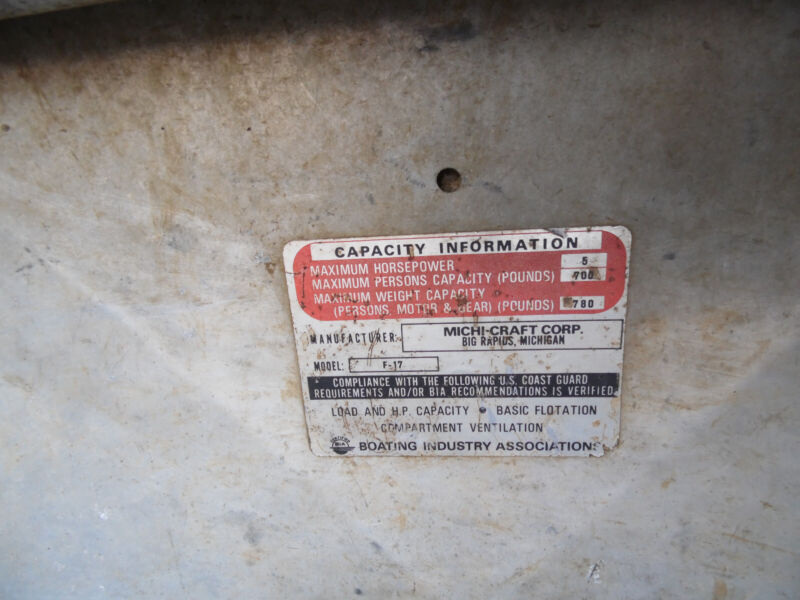 CAPACITY INFORMATION
MAXIMUM HORSEPOWER 5
MAXIMUM PERSONS CAPACITY (POUNDS) 700
MAXIMUM WEIGHT CAPACITY
(PERSONS, MOTOR & GEAR) (POUNDS) 780
MANUFACTURER: MICHI-CRAFT CORP.
BIG RAPIDS, MICHIGAN
MODEL: F-17
COMPLIANCE WITH THE FOLLOWING U.S. COAST GUARD
REQUIREMENTS AND/OR BIA RECOMMENDATIONS IS VERIFIED
LOAD AND H.P. CAPACITY • BASIC FLOTATION
COMPARTMENT VENTILATION
BIA BOATING INDUSTRY ASSOCIATIONS